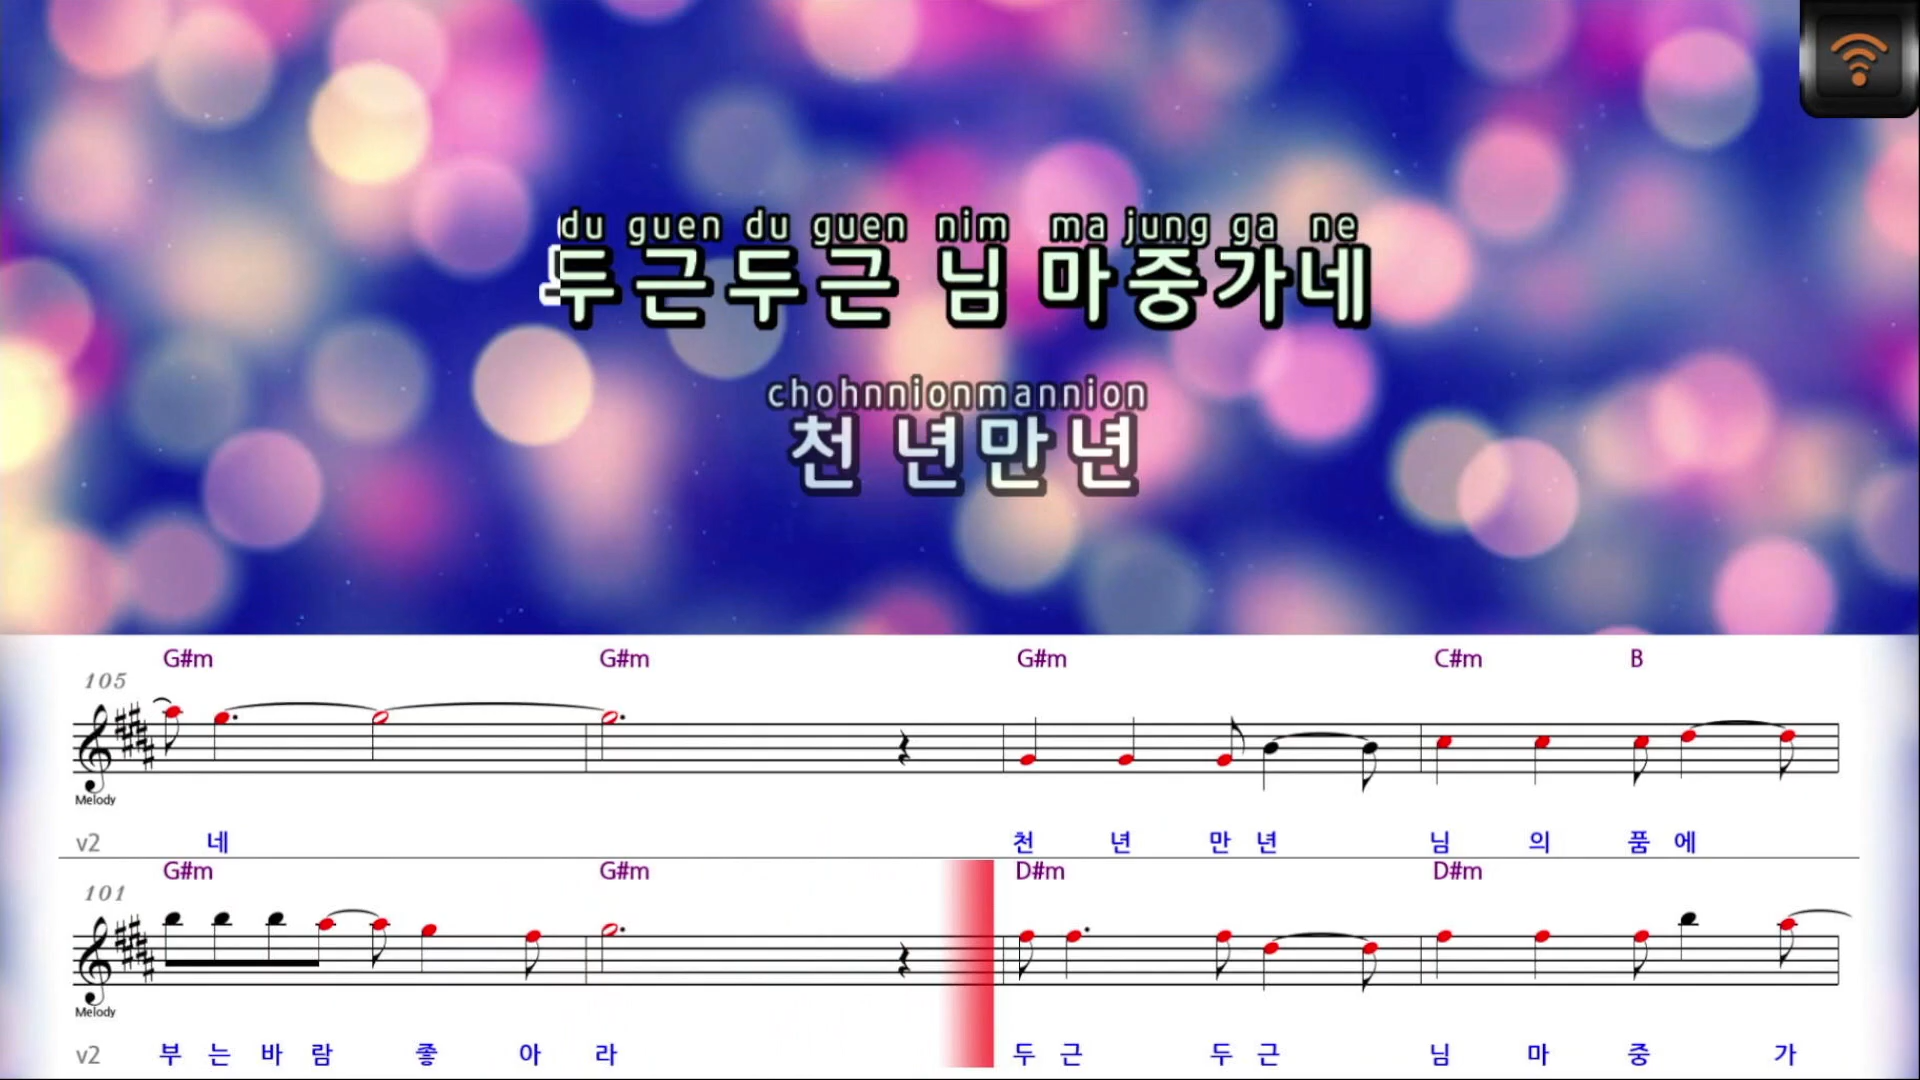 du guen du guen nim ma jung ga ne
두근두근 님 마중가네
chohnnionmannion
천 년만년
G#m G#m G#m C#m B
105
Melody
v2 네 천 년 만 년 님 의 품 에
G#m G#m D#m D#m
101
Melody
v2 부 는 바 람 좋 아 라 두 근 두 근 님 마 중 가